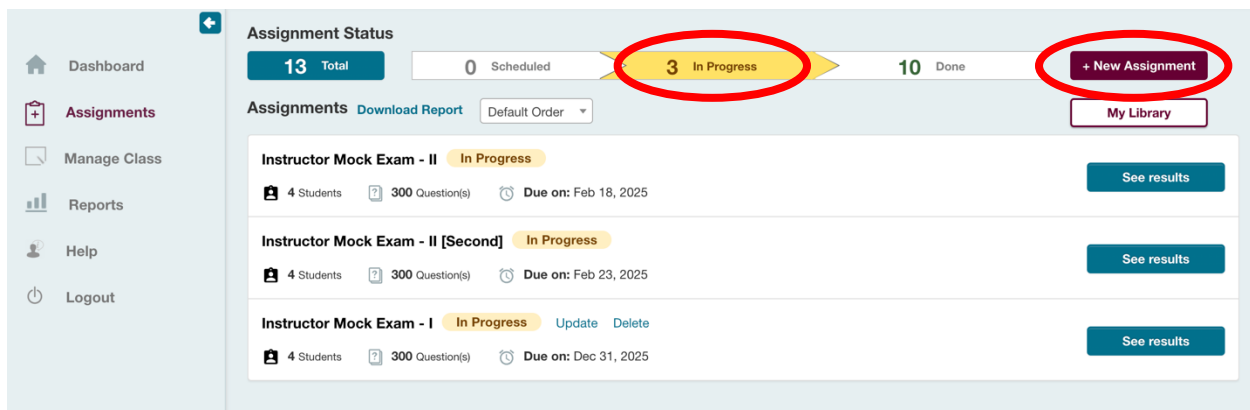 Assignment Status
Dashboard
13 Total
0 Scheduled
3 In Progress
10 Done
+ New Assignment
Assignments
Assignments Download Report Default Order
My Library
Manage Class
Reports
Help
Logout
Instructor Mock Exam - II In Progress
4 Students ? 300 Question(s) Due on: Feb 18, 2025
See results
Instructor Mock Exam - II [Second] In Progress
4 Students ? 300 Question(s) Due on: Feb 23, 2025
See results
Instructor Mock Exam - I In Progress Update Delete
4 Students ? 300 Question(s) Due on: Dec 31, 2025
See results